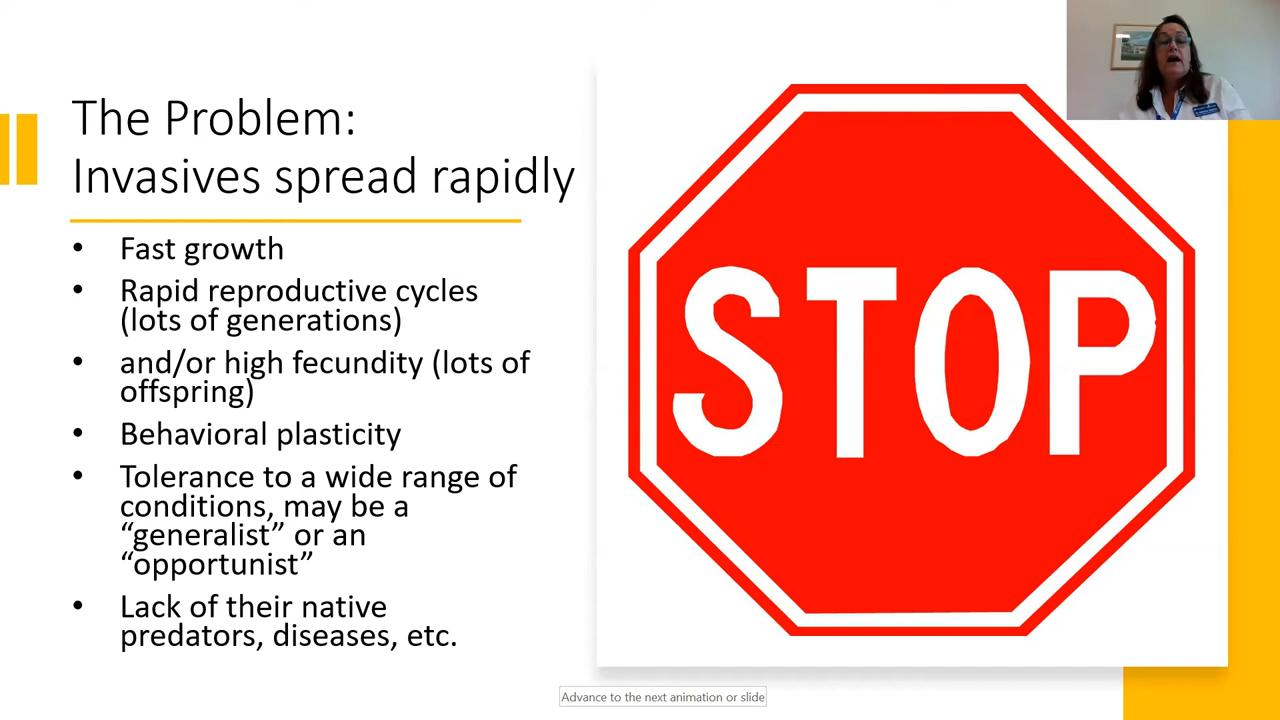 The Problem:
Invasives spread rapidly
• Fast growth
• Rapid reproductive cycles
(lots of generations)
• and/or high fecundity (lots of
offspring)
• Behavioral plasticity
• Tolerance to a wide range of
conditions, may be a
“generalist” or an
“opportunist”
• Lack of their native
predators, diseases, etc.
STOP
Advance to the next animation or slide